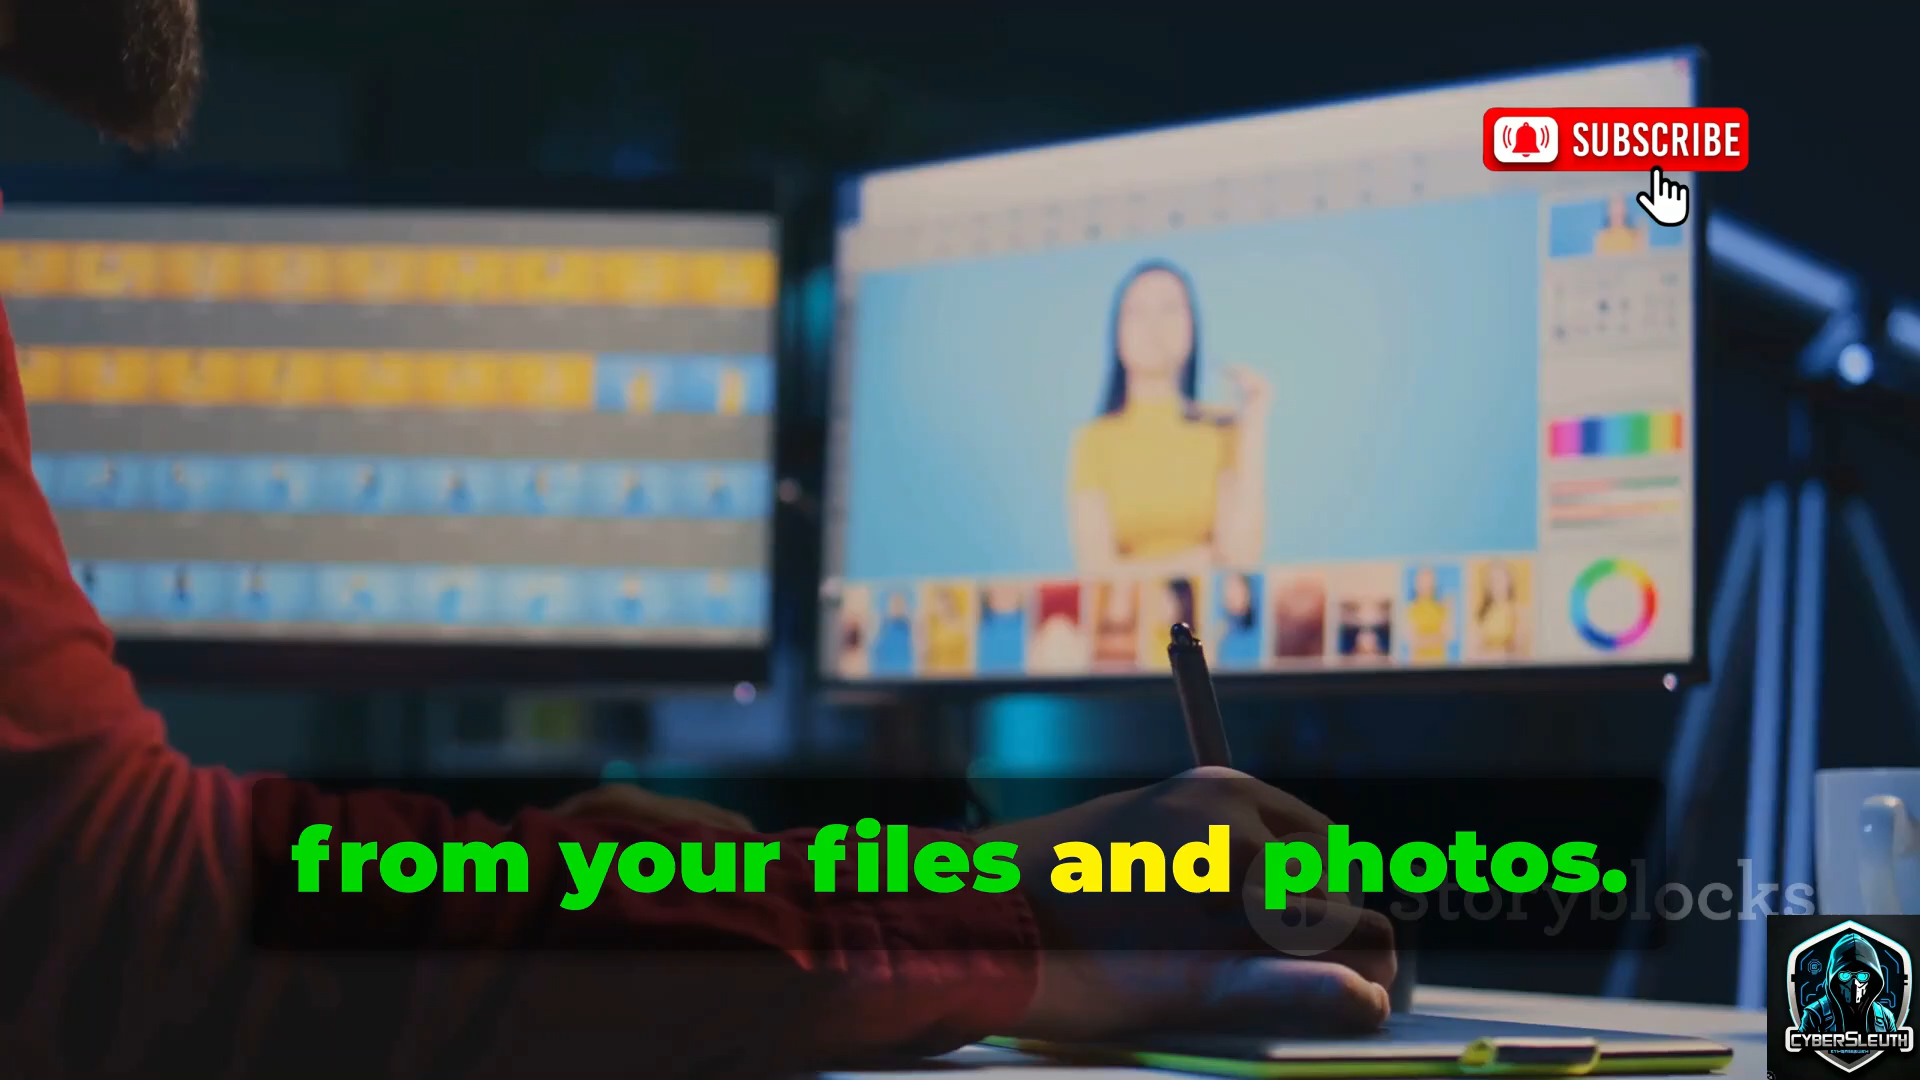 SUBSCRIBE
from your files and photos.
Storyblocks
CYBERSLEUTH